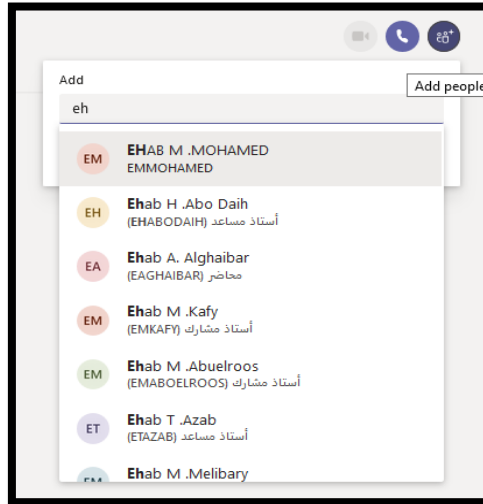 Add
Add people
eh
EM
EHAB M .MOHAMED
EMMOHAMED
EH
Ehab H .Abo Daih
(EHABODAIH) أستاذ مساعد
EA
Ehab A. Alghaibar
(EAGHAIBAR) محاضر
EM
Ehab M .Kafy
(EMKAFY) أستاذ مشارك
EM
Ehab M .Abuelroos
(EMABOELROOS) أستاذ مشارك
ET
Ehab T .Azab
(ETAZAB) أستاذ مساعد
EM
Ehab M .Melibary